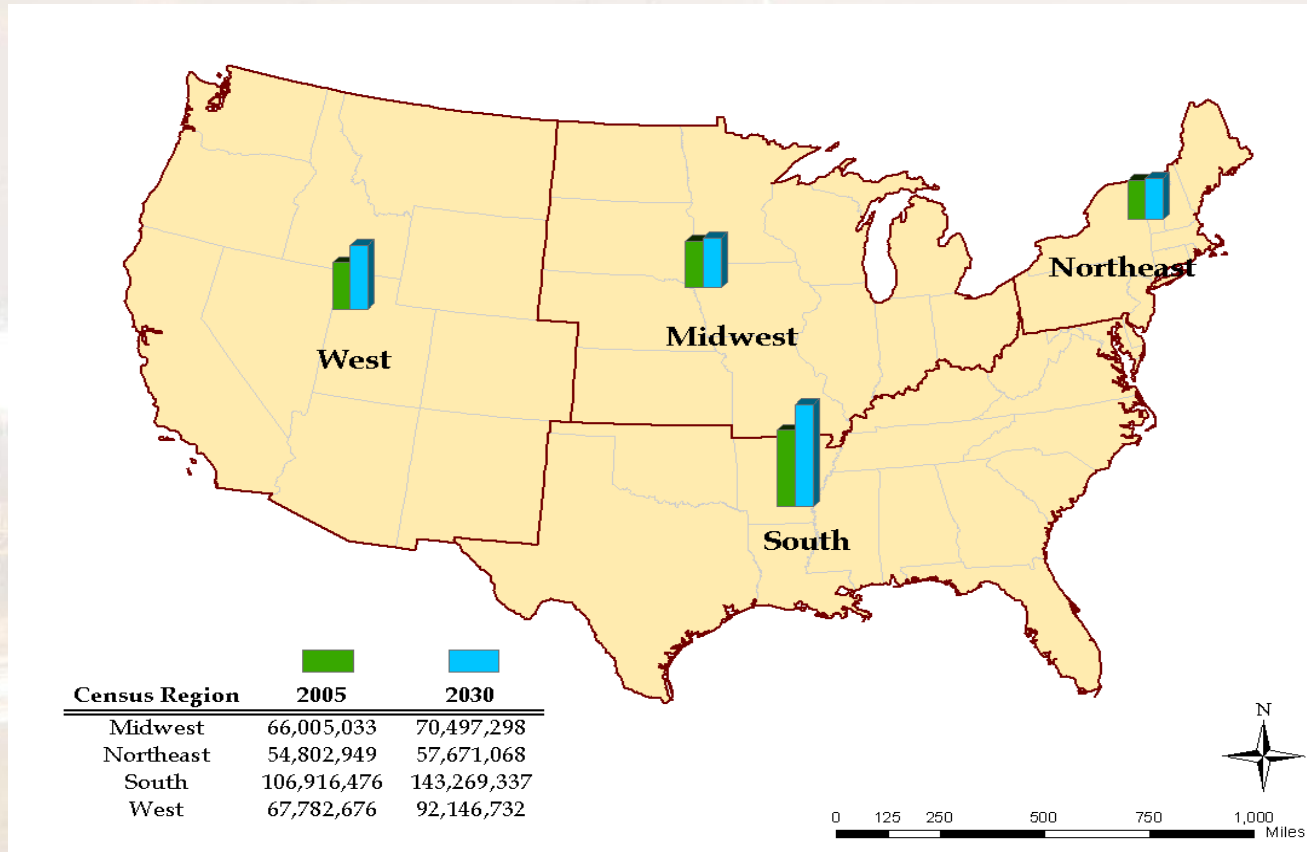 Northeast
Midwest
West
South
Census Region 2005 2030
Midwest 66,005,033 70,497,298
Northeast 54,802,949 57,671,068
South 106,916,476 143,269,337
West 67,782,676 92,146,732
N
0 125 250 500 750 1,000
Miles